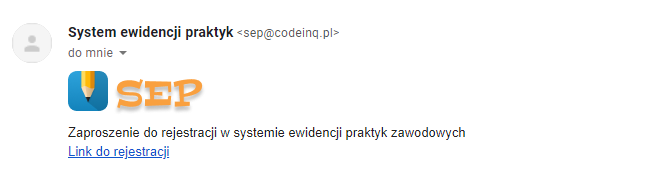 System ewidencji praktyk <sep@codeinq.pl>
do mnie
SEP
Zaproszenie do rejestracji w systemie ewidencji praktyk zawodowych
Link do rejestracji